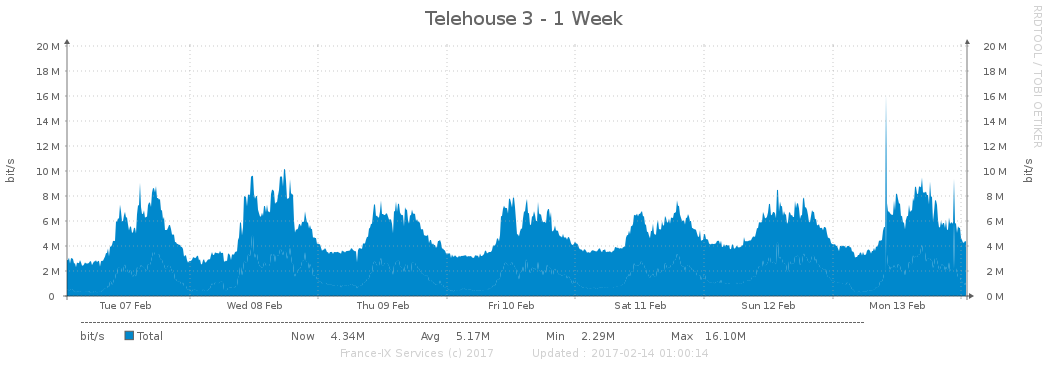 Telehouse 3 - 1 Week
RRDTOOL / TOBI OETIKER
bit/s
bit/s
20 M 20 M
18 M 18 M
16 M 16 M
14 M 14 M
12 M 12 M
10 M 10 M
8 M 8 M
6 M 6 M
4 M 4 M
2 M 2 M
0 0 M
Tue 07 Feb Wed 08 Feb Thu 09 Feb Fri 10 Feb Sat 11 Feb Sun 12 Feb Mon 13 Feb
bit/s Total Now 4.34M Avg 5.17M Min 2.29M Max 16.10M
France-IX Services (c) 2017 Updated : 2017-02-14 01:00:14